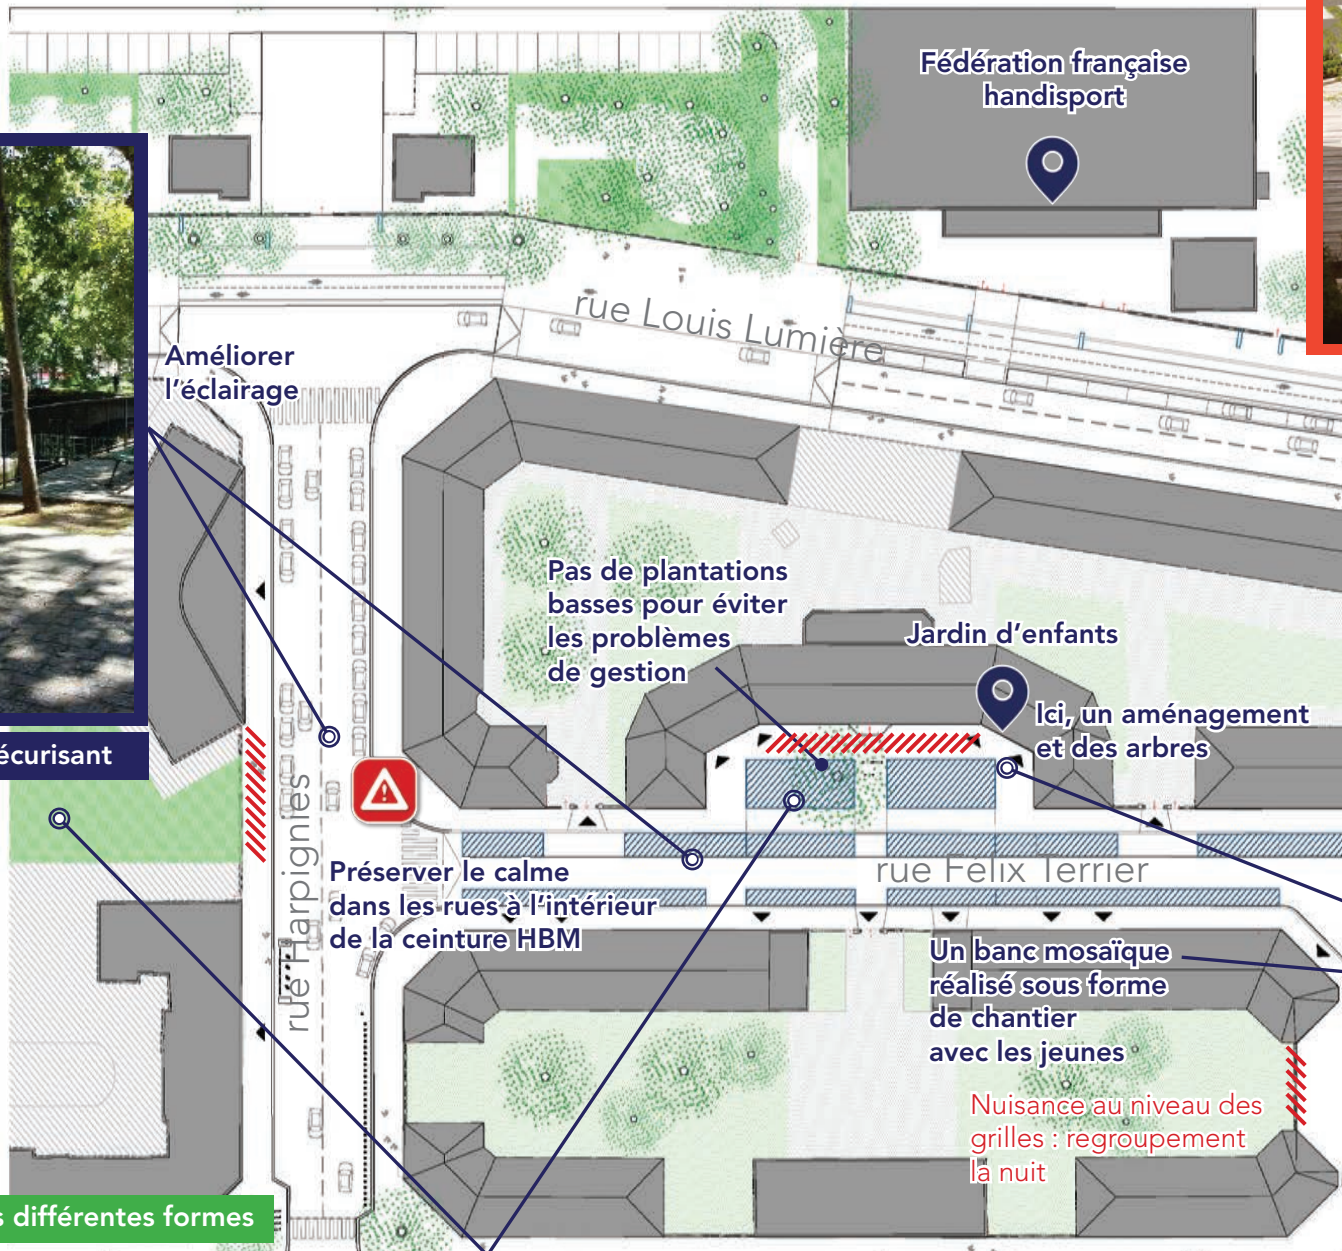 Fédération française
handisport
rue Louis Lumière
Améliorer
l'éclairage
Pas de plantations
basses pour éviter
les problèmes
de gestion
Jardin d'enfants
Ici, un aménagement
et des arbres
écurisant
rue Harpignies
Préserver le calme
dans les rues à l'intérieur
de la ceinture HBM
rue Félix Terrier
Un banc mosaïque
réalisé sous forme
de chantier
avec les jeunes
Nuisance au niveau des
grilles : regroupement
la nuit
s différentes formes